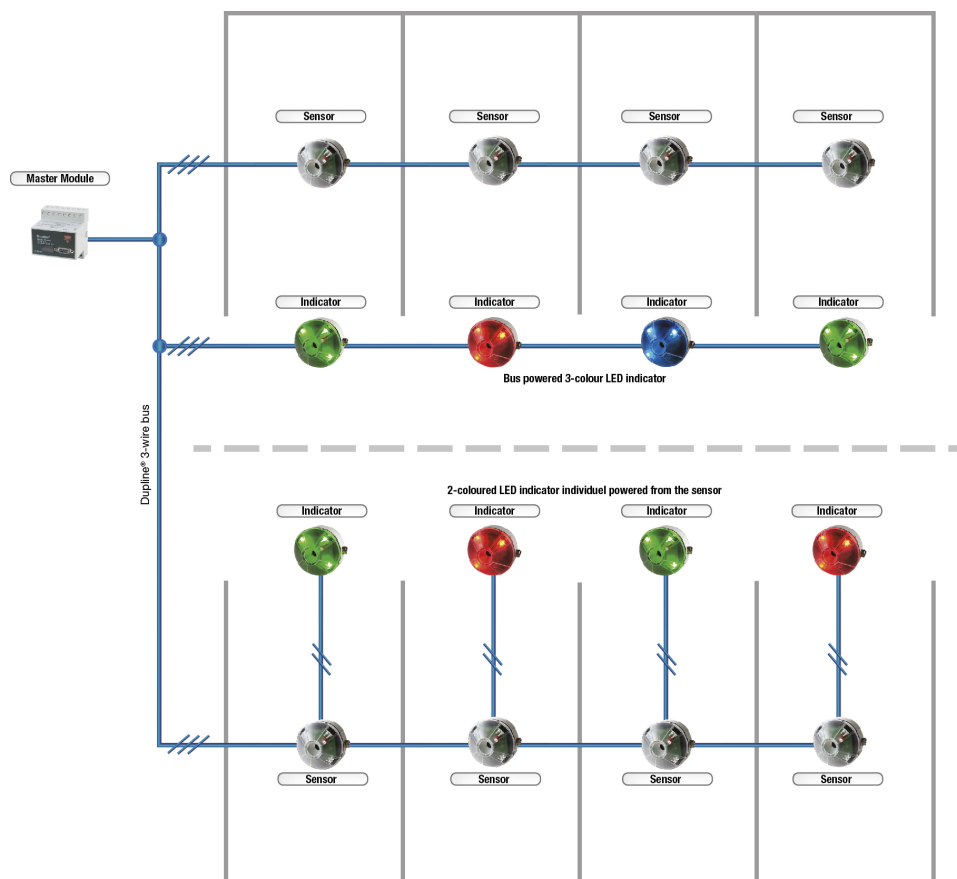 Sensor
Sensor
Sensor
Sensor
Master Module
Indicator
Indicator
Indicator
Indicator
Bus powered 3-colour LED indicator
Dupline® 3-wire bus
2-coloured LED indicator individuel powered from the sensor
Indicator
Indicator
Indicator
Indicator
Sensor
Sensor
Sensor
Sensor